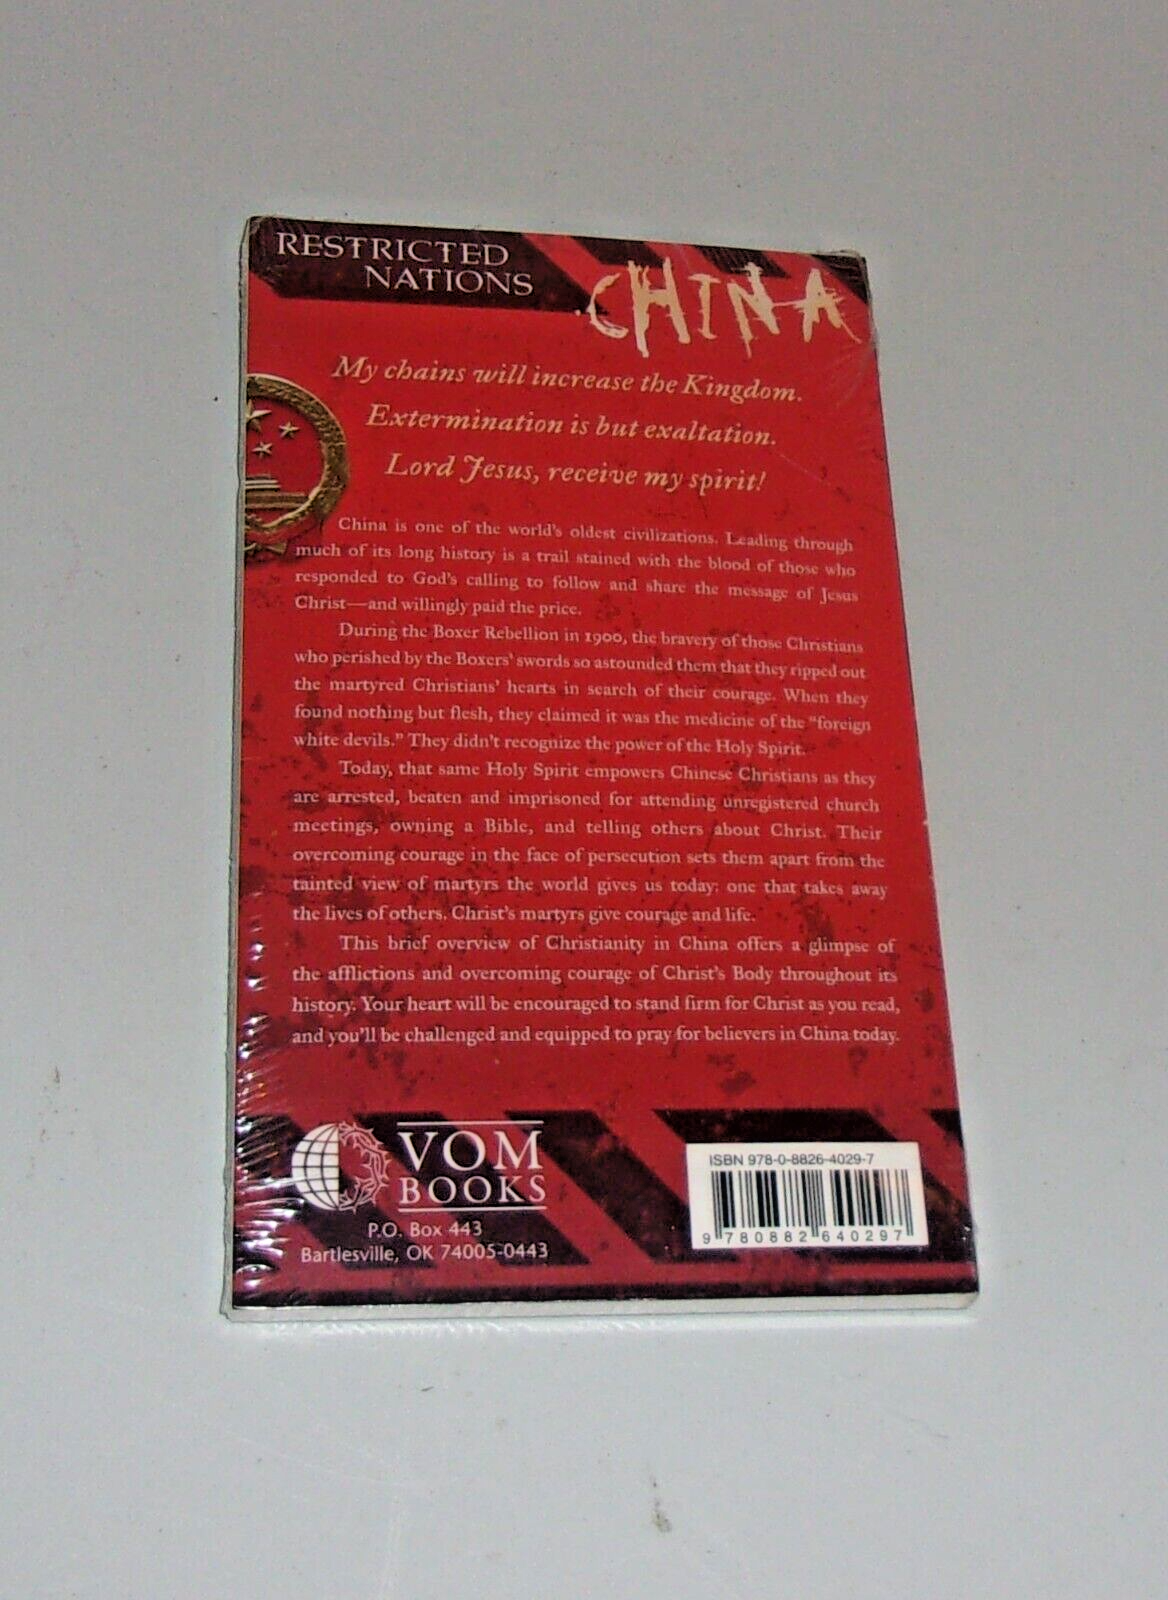 RESTRICTED
NATIONS
CHINA
My chains will increase the Kingdom.
Extermination is but exaltation.
Lord Jesus, receive my spirit!
China is one of the world's oldest civilizations. Leading through
much of its long history is a trail stained with the blood of those who
responded to God's calling to follow and share the message of Jesus
Christ—and willingly paid the price.
During the Boxer Rebellion in 1900, the bravery of those Christians
who perished by the Boxers' swords so astounded them that they ripped out
the martyred Christians' hearts in search of their courage. When they
found nothing but flesh, they claimed it was the medicine of the "foreign
white devils." They didn't recognize the power of the Holy Spirit.
Today, that same Holy Spirit empowers Chinese Christians as they
are arrested, beaten and imprisoned for attending unregistered church
meetings, owning a Bible, and telling others about Christ. Their
overcoming courage in the face of persecution sets them apart from the
tainted view of martyrs the world gives us today: one that takes away
the lives of others. Christ's martyrs give courage and life.
This brief overview of Christianity in China offers a glimpse of
the afflictions and overcoming courage of Christ's Body throughout its
history. Your heart will be encouraged to stand firm for Christ as you read,
and you'll be challenged and equipped to pray for believers in China today.
VOM
BOOKS
P.O. Box 443
Bartlesville, OK 74005-0443
ISBN 978-0-8826-4029-7
9 780882 640297